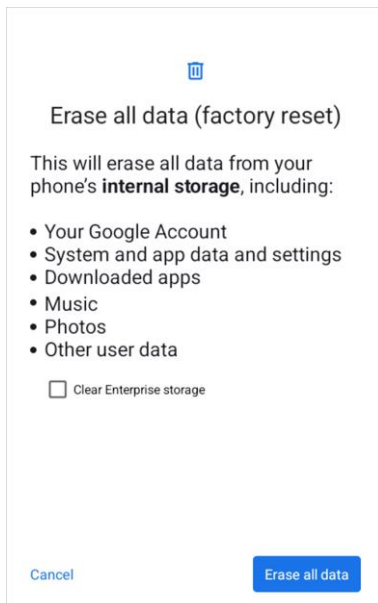 Erase all data (factory reset)
This will erase all data from your
phone's internal storage, including:
• Your Google Account
• System and app data and settings
• Downloaded apps
• Music
• Photos
• Other user data
Clear Enterprise storage
Cancel
Erase all data